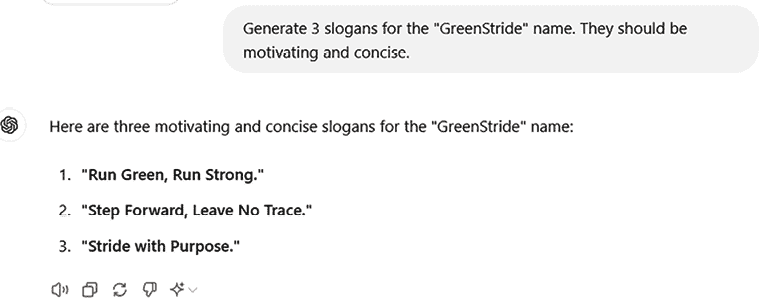 Generate 3 slogans for the "GreenStride" name. They should be
motivating and concise.
Here are three motivating and concise slogans for the "GreenStride" name:
1. "Run Green, Run Strong."
2. "Step Forward, Leave No Trace."
3. "Stride with Purpose."